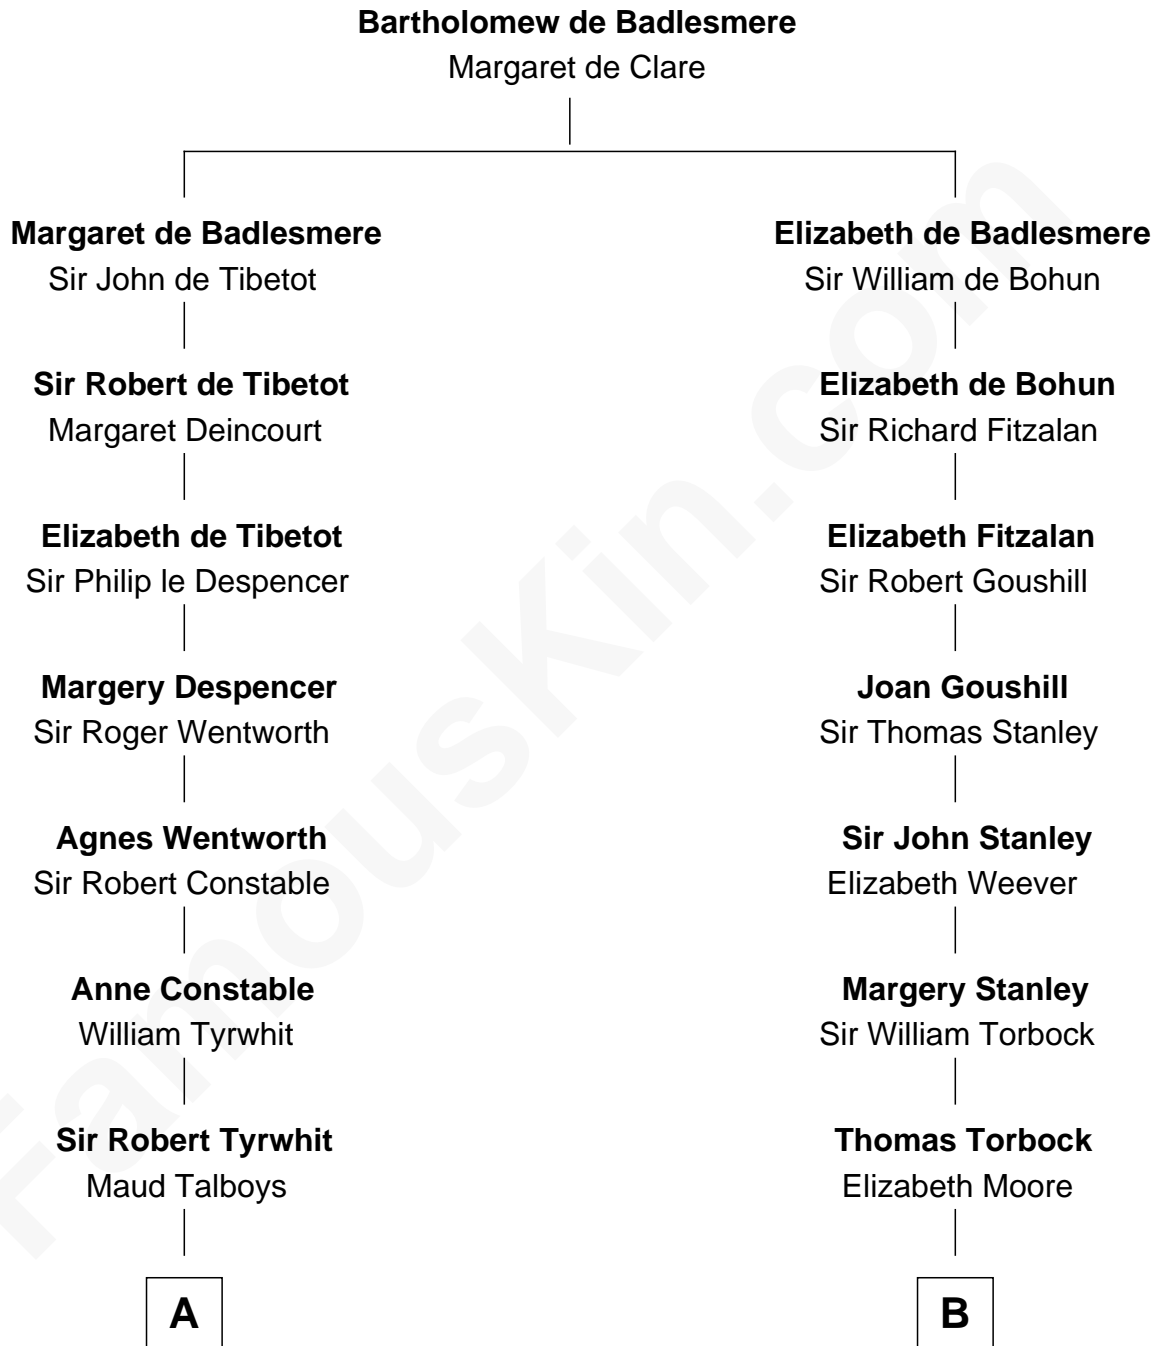 Bartholomew de Badlesmere
Margaret de Clare
Margaret de Badlesmere
Sir John de Tibetot
Elizabeth de Badlesmere
Sir William de Bohun
Sir Robert de Tibetot
Margaret Deincourt
Elizabeth de Bohun
Sir Richard Fitzalan
Elizabeth de Tibetot
Sir Philip le Despencer
Elizabeth Fitzalan
Sir Robert Goushill
Margery Despencer
Sir Roger Wentworth
Joan Goushill
Sir Thomas Stanley
Agnes Wentworth
Sir Robert Constable
Sir John Stanley
Elizabeth Weever
Anne Constable
William Tyrwhit
Margery Stanley
Sir William Torbock
Sir Robert Tyrwhit
Maud Talboys
Thomas Torbock
Elizabeth Moore
A
B
FamousKin.com